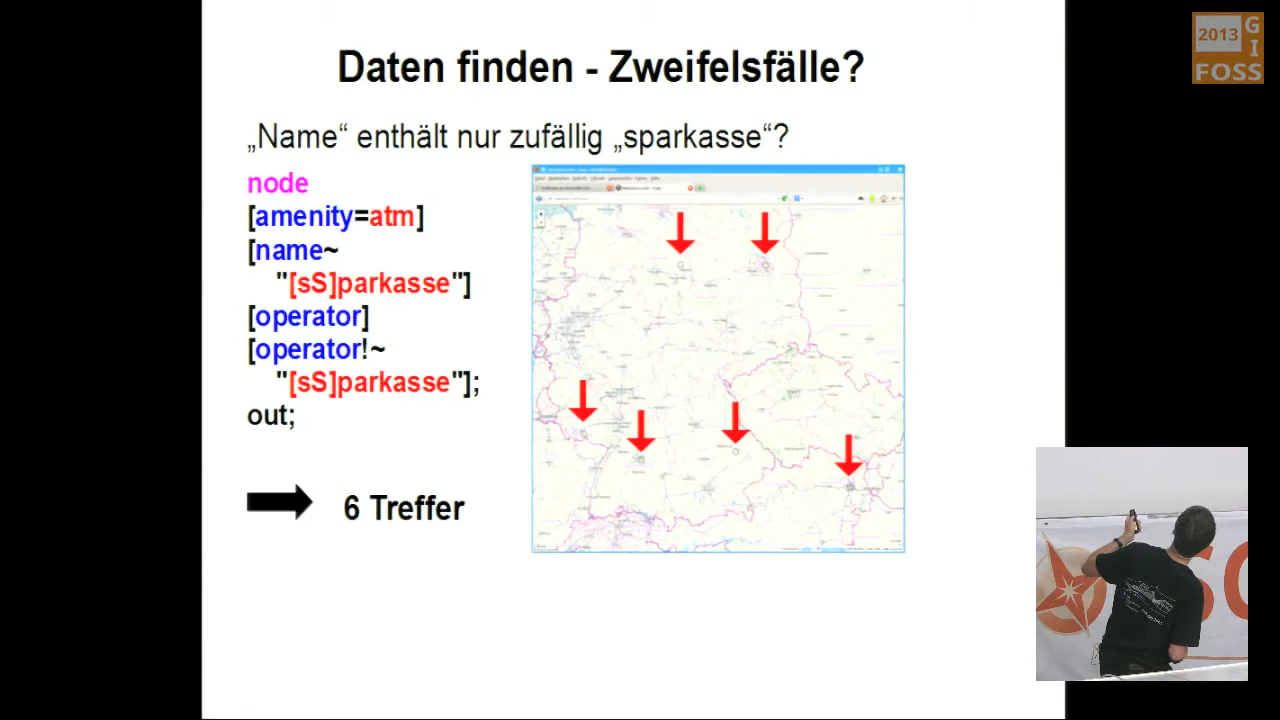 Daten finden - Zweifelsfälle?
„Name“ enthält nur zufällig „sparkasse“?
node
[amenity=atm]
[name~
"[sS]parkasse"]
[operator]
[operator!~
"[sS]parkasse"];
out;
6 Treffer
2013
G
I
FOSS